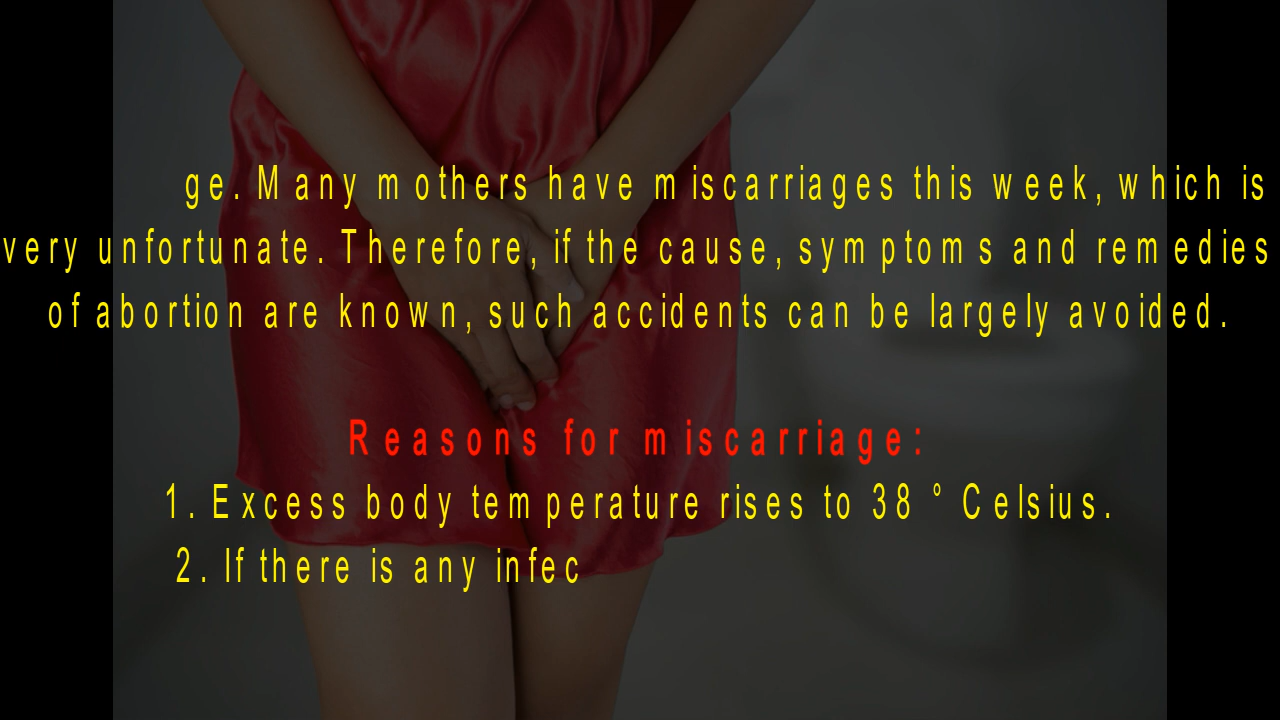 ge. Many mothers have miscarriages this week, which is
very unfortunate. Therefore, if the cause, symptoms and remedies
of abortion are known, such accidents can be largely avoided.
Reasons for miscarriage:
1. Excess body temperature rises to 38 ° Celsius.
2. If there is any infec